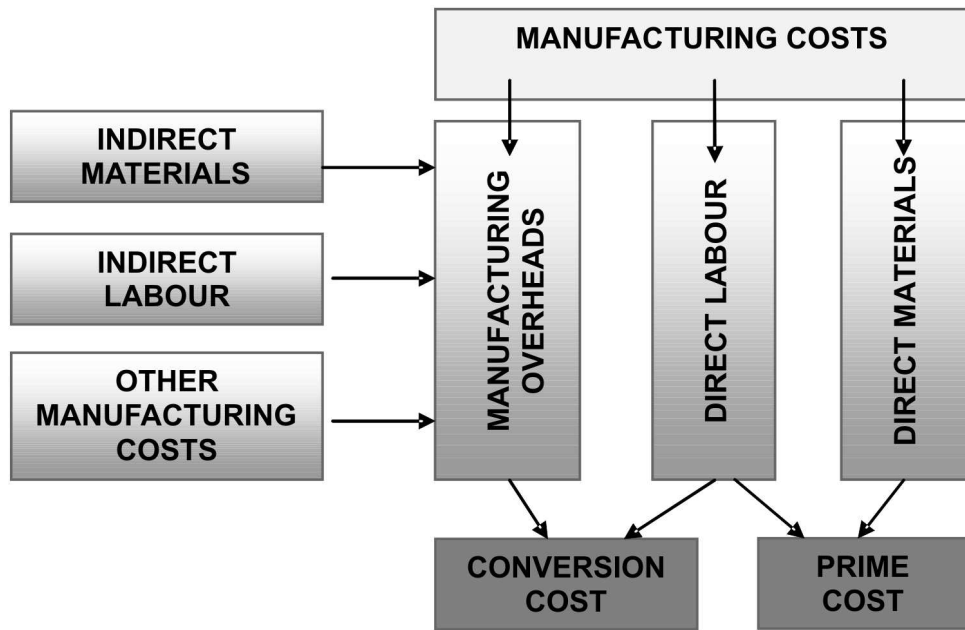 MANUFACTURING COSTS
INDIRECT
MATERIALS
INDIRECT
LABOUR
OTHER
MANUFACTURING
COSTS
MANUFACTURING
OVERHEADS
DIRECT LABOUR
DIRECT MATERIALS
CONVERSION
COST
PRIME
COST